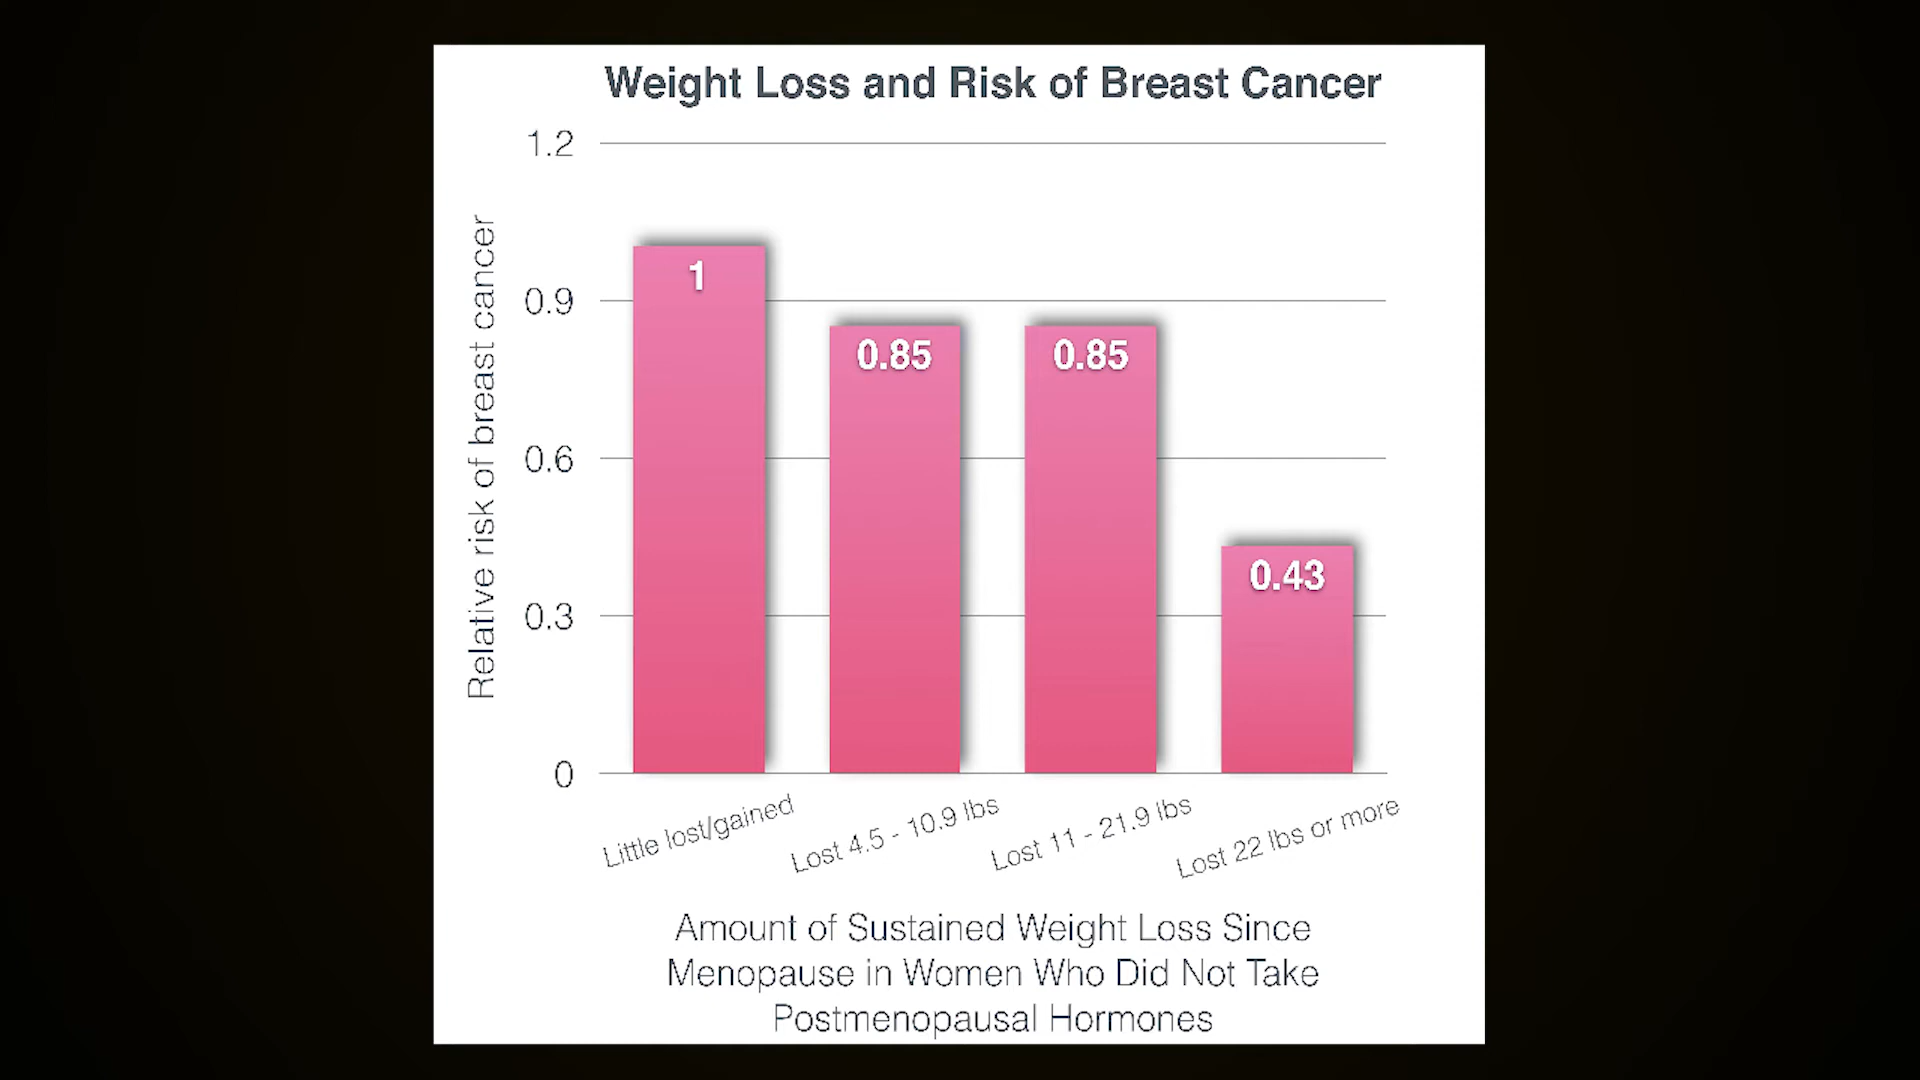 Weight Loss and Risk of Breast Cancer
1.2
0.9
0.6
0.3
0
Relative risk of breast cancer
1
0.85
0.85
0.43
Little lost/gained
Lost 4.5 - 10.9 lbs
Lost 11 - 21.9 lbs
Lost 22 lbs or more
Amount of Sustained Weight Loss Since
Menopause in Women Who Did Not Take
Postmenopausal Hormones